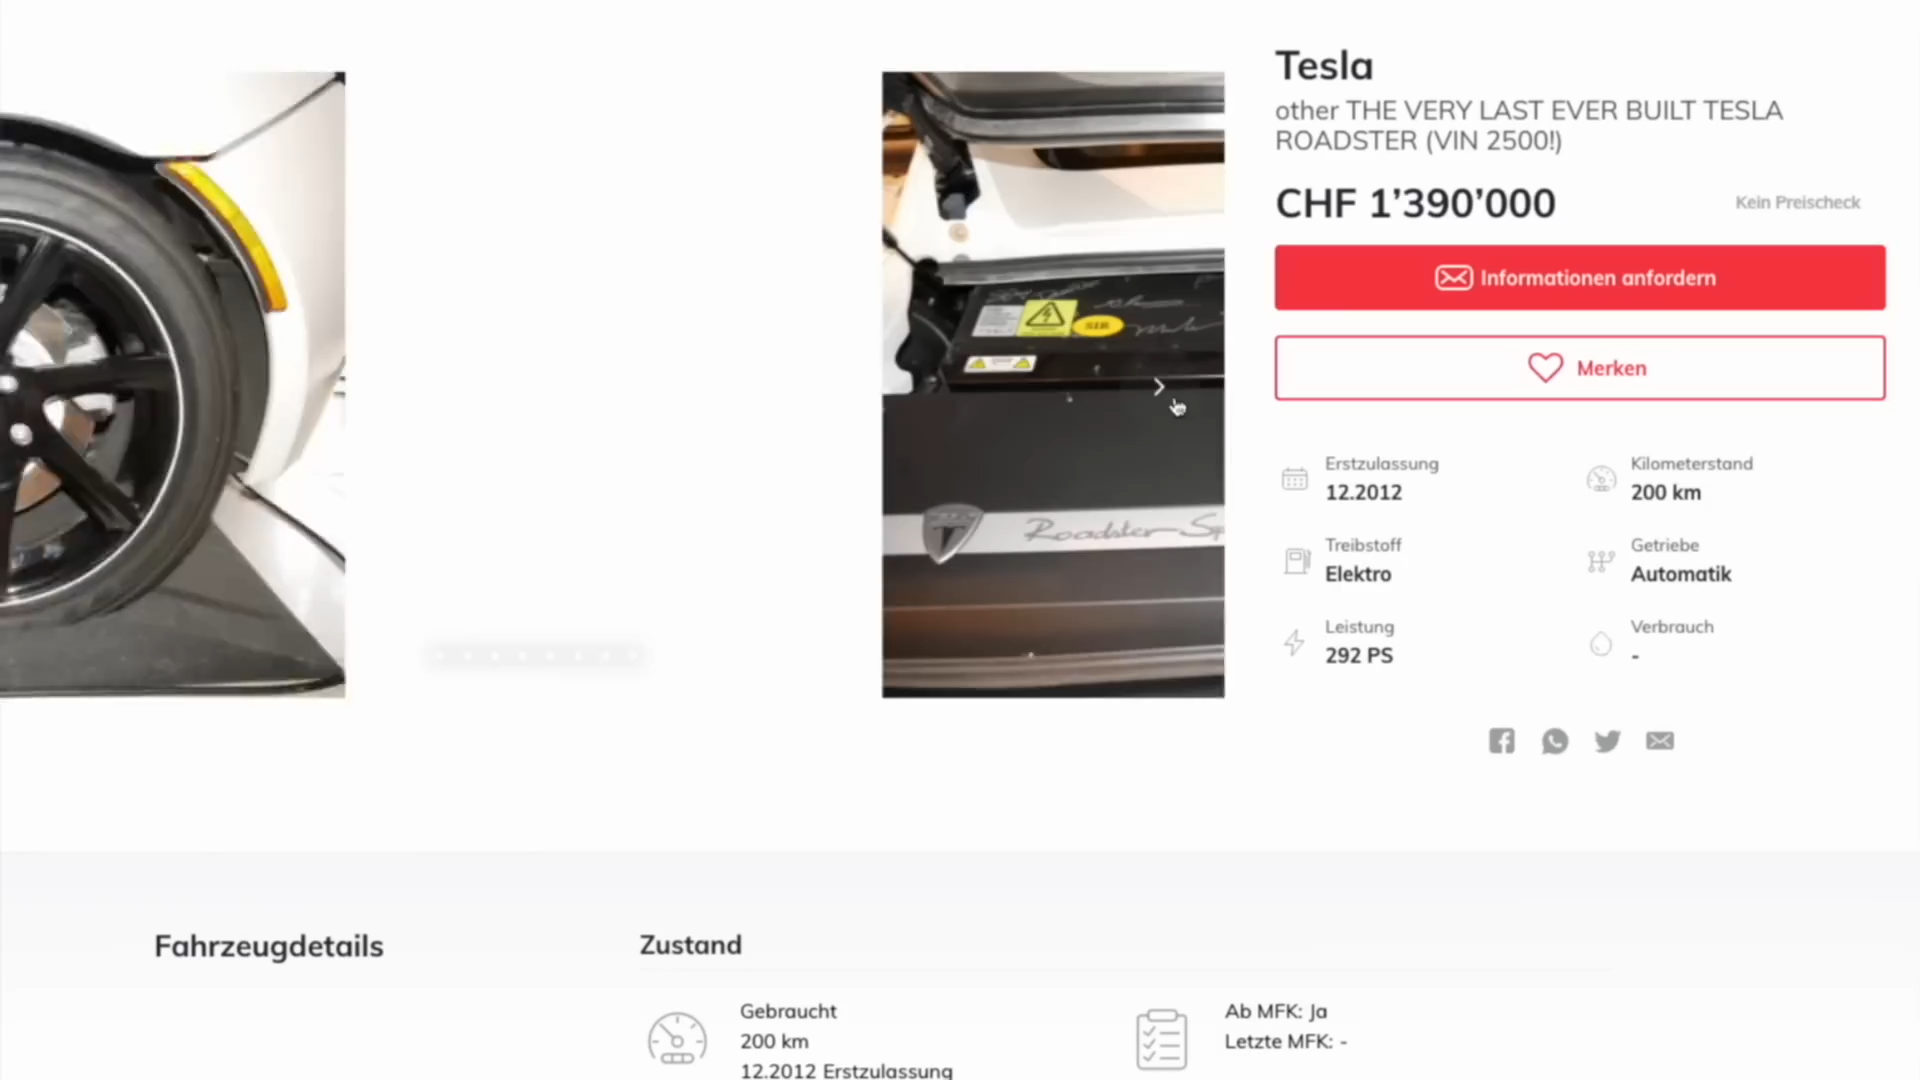 Tesla
other THE VERY LAST EVER BUILT TESLA
ROADSTER (VIN 2500!)
CHF 1’390’000
Kein Preischeck
Informationen anfordern
Merken
Erstzulassung
12.2012
Kilometerstand
200 km
Treibstoff
Elektro
Getriebe
Automatik
Leistung
292 PS
Verbrauch
-
Roadster Sp
Fahrzeugdetails
Zustand
Gebraucht
200 km
12.2012 Erstzulassung
Ab MFK: Ja
Letzte MFK: -